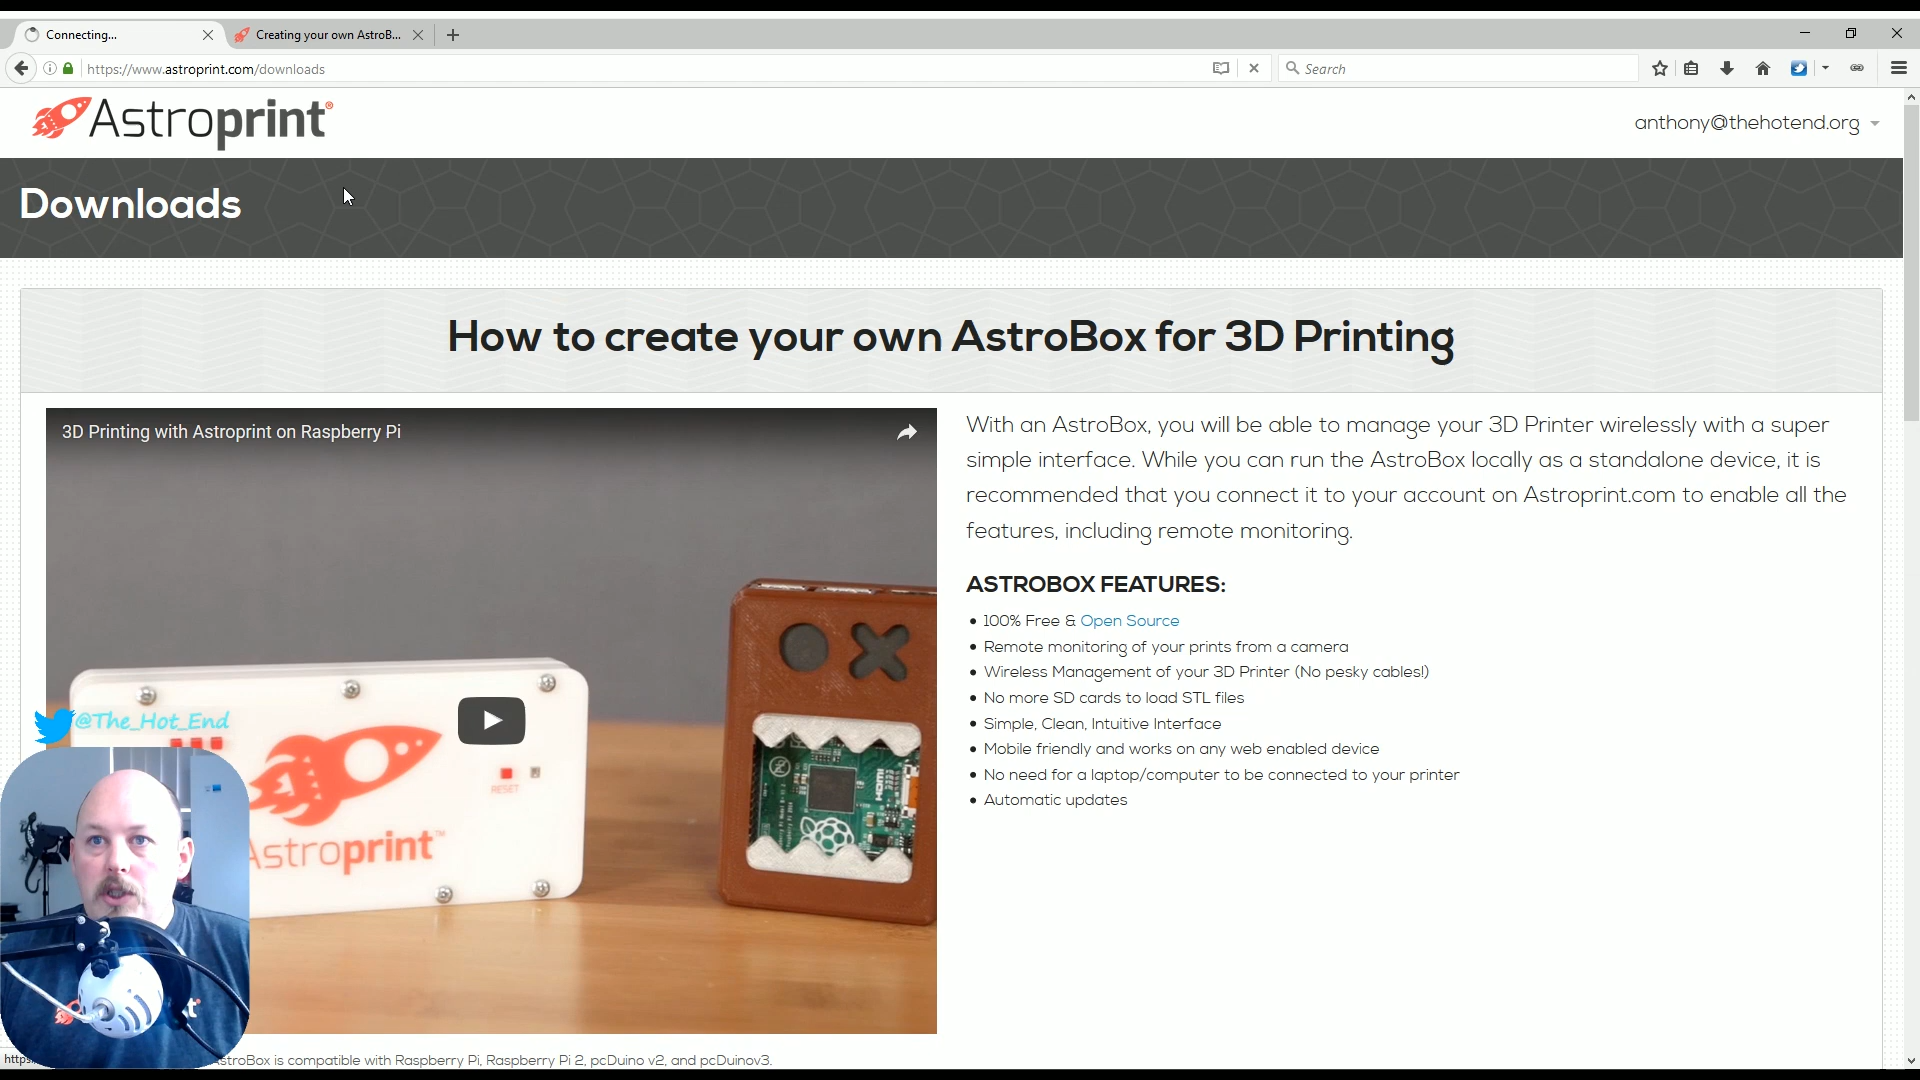 Connecting...
Creating your own AstroB...
https://www.astroprint.com/downloads
Search
Astroprint®
anthony@thehotend.org
Downloads
How to create your own AstroBox for 3D Printing
3D Printing with Astroprint on Raspberry Pi
With an AstroBox, you will be able to manage your 3D Printer wirelessly with a super
simple interface. While you can run the AstroBox locally as a standalone device, it is
recommended that you connect it to your account on Astroprint.com to enable all the
features, including remote monitoring.
ASTROBOX FEATURES:
• 100% Free & Open Source
• Remote monitoring of your prints from a camera
• Wireless Management of your 3D Printer (No pesky cables!)
• No more SD cards to load STL files
• Simple, Clean, Intuitive Interface
• Mobile friendly and works on any web enabled device
• No need for a laptop/computer to be connected to your printer
• Automatic updates
@The_Hot_End
RESET
Astroprint™
HDMI
https
AstroBox is compatible with Raspberry Pi, Raspberry Pi 2, pcDuino v2, and pcDuinov3.